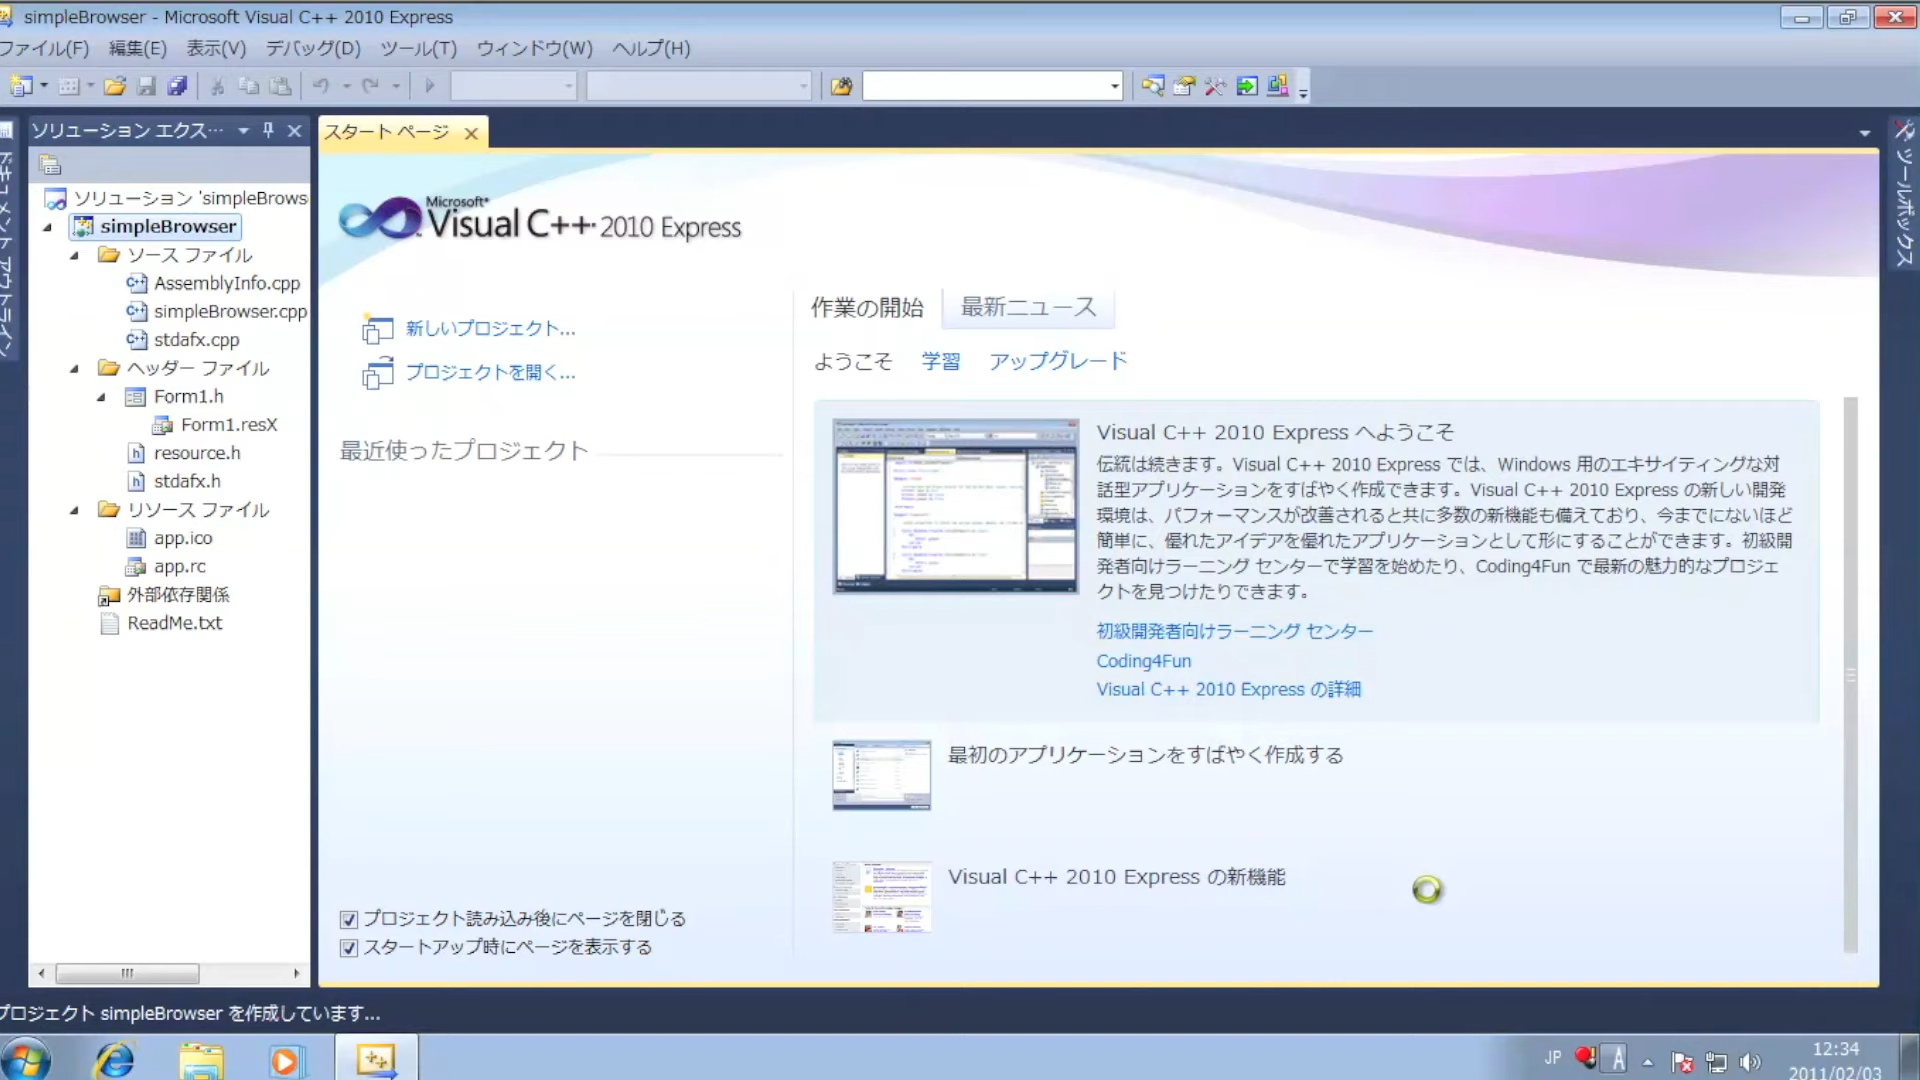 simpleBrowser - Microsoft Visual C++ 2010 Express
ファイル(F) 編集(E) 表示(V) デバッグ(D) ツール(T) ウィンドウ(W) ヘルプ(H)
ソリューション エクス…
スタート ページ
ドキュメント アウトライン
ツールボックス
ソリューション 'simpleBrows
simpleBrowser
ソース ファイル
AssemblyInfo.cpp
simpleBrowser.cpp
stdafx.cpp
ヘッダー ファイル
Form1.h
Form1.resX
resource.h
stdafx.h
リソース ファイル
app.ico
app.rc
外部依存関係
ReadMe.txt
Microsoft®
Visual C++ 2010 Express
新しいプロジェクト...
プロジェクトを開く...
最近使ったプロジェクト
プロジェクト読み込み後にページを閉じる
スタートアップ時にページを表示する
作業の開始 最新ニュース
ようこそ 学習 アップグレード
Visual C++ 2010 Express へようこそ
伝統は続きます。Visual C++ 2010 Express では、Windows 用のエキサイティングな対
話型アプリケーションをすばやく作成できます。Visual C++ 2010 Express の新しい開発
環境は、パフォーマンスが改善されると共に多数の新機能も備えており、今までにないほど
簡単に、優れたアイデアを優れたアプリケーションとして形にすることができます。初級開
発者向けラーニング センターで学習を始めたり、Coding4Fun で最新の魅力的なプロジェ
クトを見つけたりできます。
初級開発者向けラーニング センター
Coding4Fun
Visual C++ 2010 Express の詳細
最初のアプリケーションをすばやく作成する
Visual C++ 2010 Express の新機能
プロジェクト simpleBrowser を作成しています...
JP A 12:34
2011/02/03